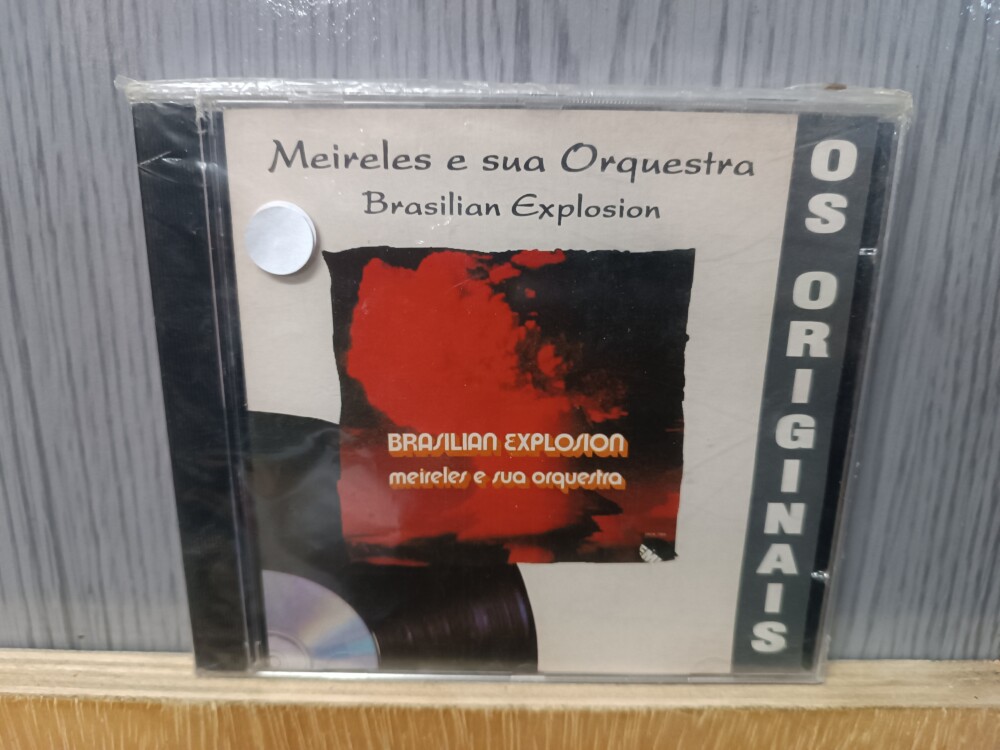 Meireles e sua Orquestra
Brasilian Explosion
BRASILIAN EXPLOSION
meireles e sua orquestra
OS ORIGINAIS